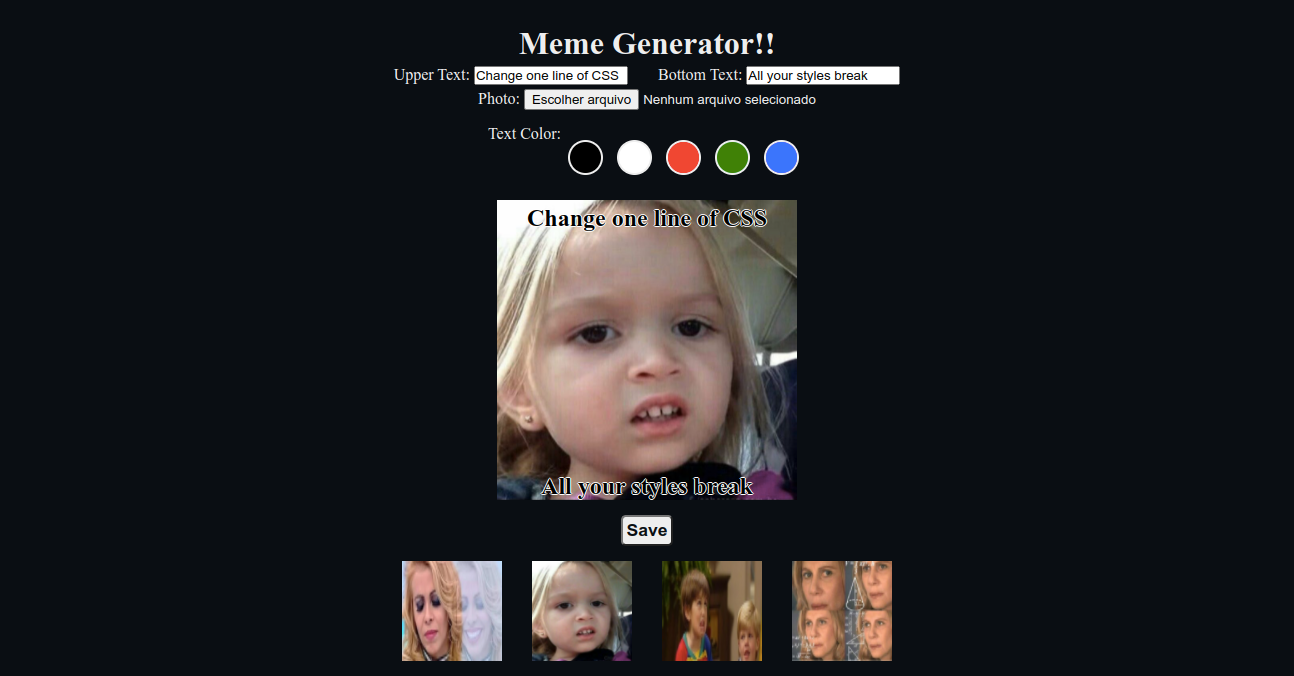 Meme Generator!!
Upper Text: Change one line of CSS Bottom Text: All your styles break
Photo: Escolher arquivo Nenhum arquivo selecionado
Text Color:
Change one line of CSS
All your styles break
Save